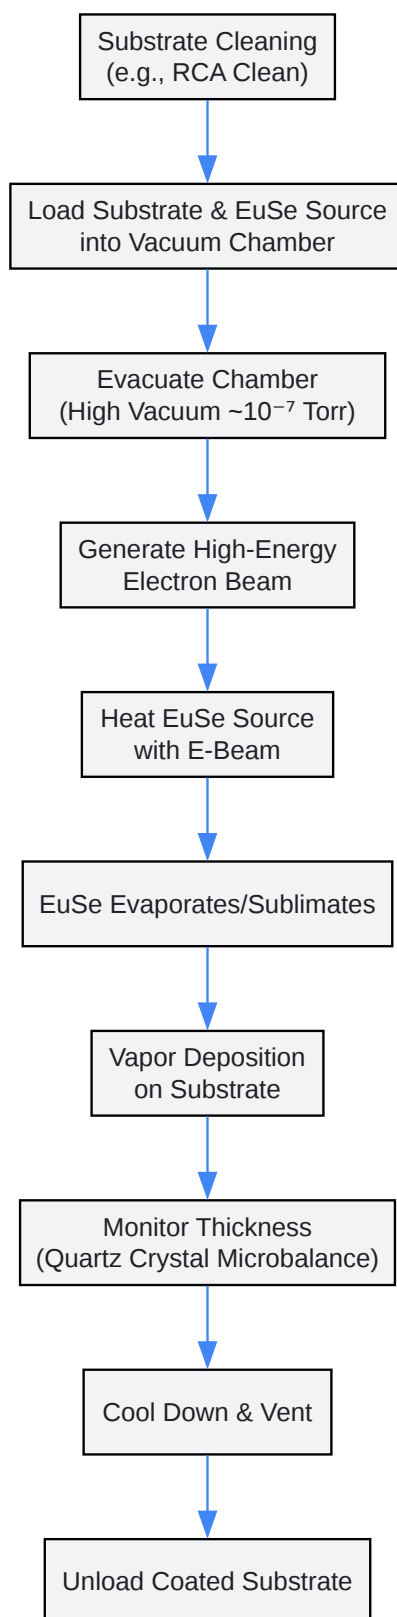 Substrate Cleaning
(e.g., RCA Clean)
Load Substrate & EuSe Source
into Vacuum Chamber
Evacuate Chamber
(High Vacuum ~10⁻⁷ Torr)
Generate High-Energy
Electron Beam
Heat EuSe Source
with E-Beam
EuSe Evaporates/Sublimates
Vapor Deposition
on Substrate
Monitor Thickness
(Quartz Crystal Microbalance)
Cool Down & Vent
Unload Coated Substrate